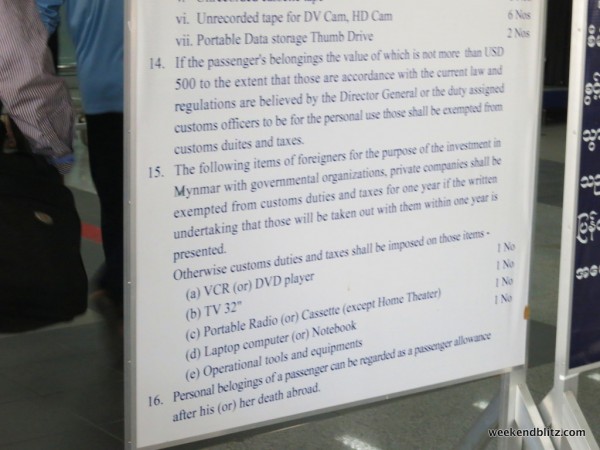 vi. Unrecorded tape for DV Cam, HD Cam 6 Nos
vii. Portable Data storage Thumb Drive 2 Nos
14. If the passenger's belongings the value of which is not more than USD
500 to the extent that those are accordance with the current law and
regulations are believed by the Director General or the duty assigned
customs officers to be for the personal use those shall be exempted from
customs duites and taxes.
15. The following items of foreigners for the purpose of the investment in
Mynmar with governmental organizations, private companies shall be
exempted from customs duties and taxes for one year if the written
undertaking that those will be taken out with them within one year is
presented.
Otherwise customs duties and taxes shall be imposed on those items -
(a) VCR (or) DVD player 1 No
(b) TV 32" 1 No
(c) Portable Radio (or) Cassette (except Home Theater) 1 No
(d) Laptop computer (or) Notebook 1 No
(e) Operational tools and equipments
16. Personal belogings of a passenger can be regarded as a passenger allowance
after his (or) her death abroad.
weekendblitz.com